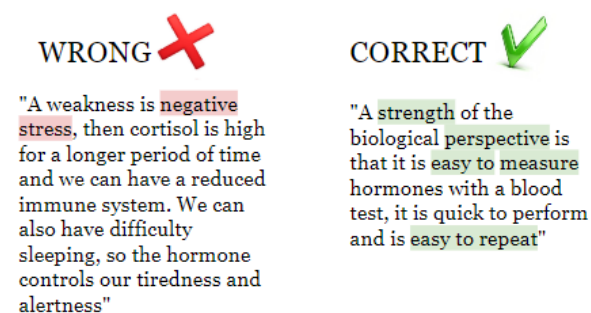 WRONG
"A weakness is negative
stress, then cortisol is high
for a longer period of time
and we can have a reduced
immune system. We can
also have difficulty
sleeping, so the hormone
controls our tiredness and
alertness"
CORRECT
"A strength of the
biological perspective is
that it is easy to measure
hormones with a blood
test, it is quick to perform
and is easy to repeat"